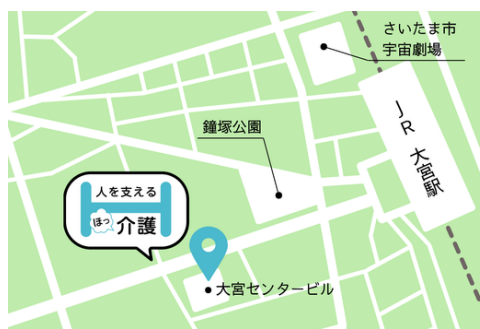 さいたま市
宇宙劇場
JR 大宮駅
鐘塚公園
人を支える
ほっ
介護
大宮センタービル